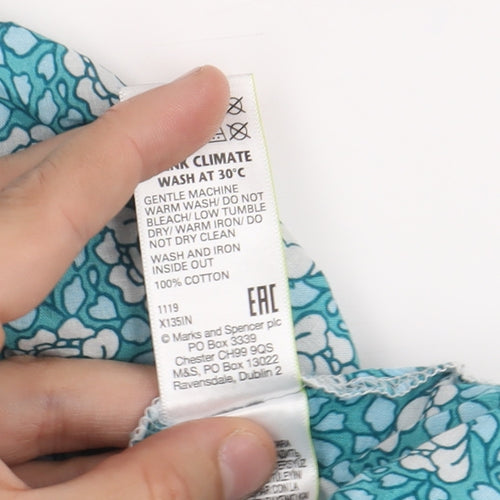 CLIMATE
WASH AT 30°C
GENTLE MACHINE
WARM WASH/ DO NOT
BLEACH/ LOW TUMBLE
DRY/ WARM IRON/ DO
NOT DRY CLEAN
WASH AND IRON
INSIDE OUT
100% COTTON
1119
X135IN
EAC
© Marks and Spencer plc
PO Box 3339
Chester CH99 9QS
M&S, PO Box 13022
Ravensdale, Dublin 2